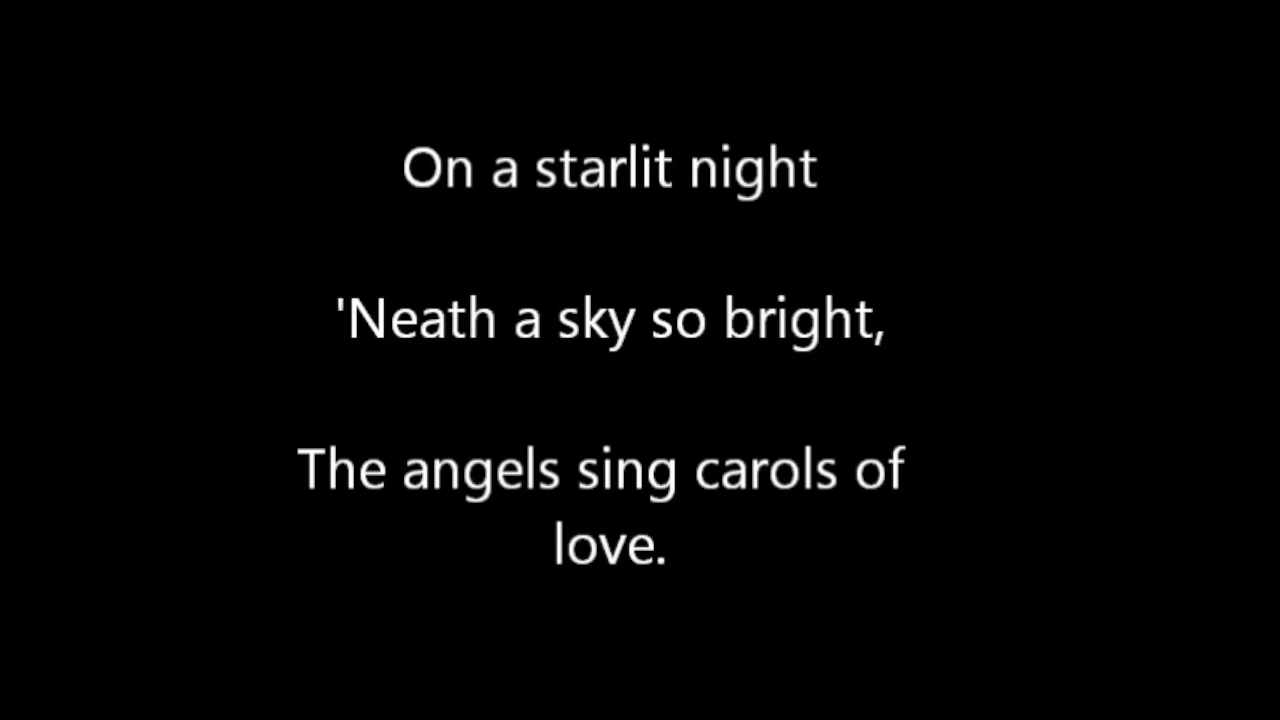 On a starlit night
'Neath a sky so bright,
The angels sing carols of
love.